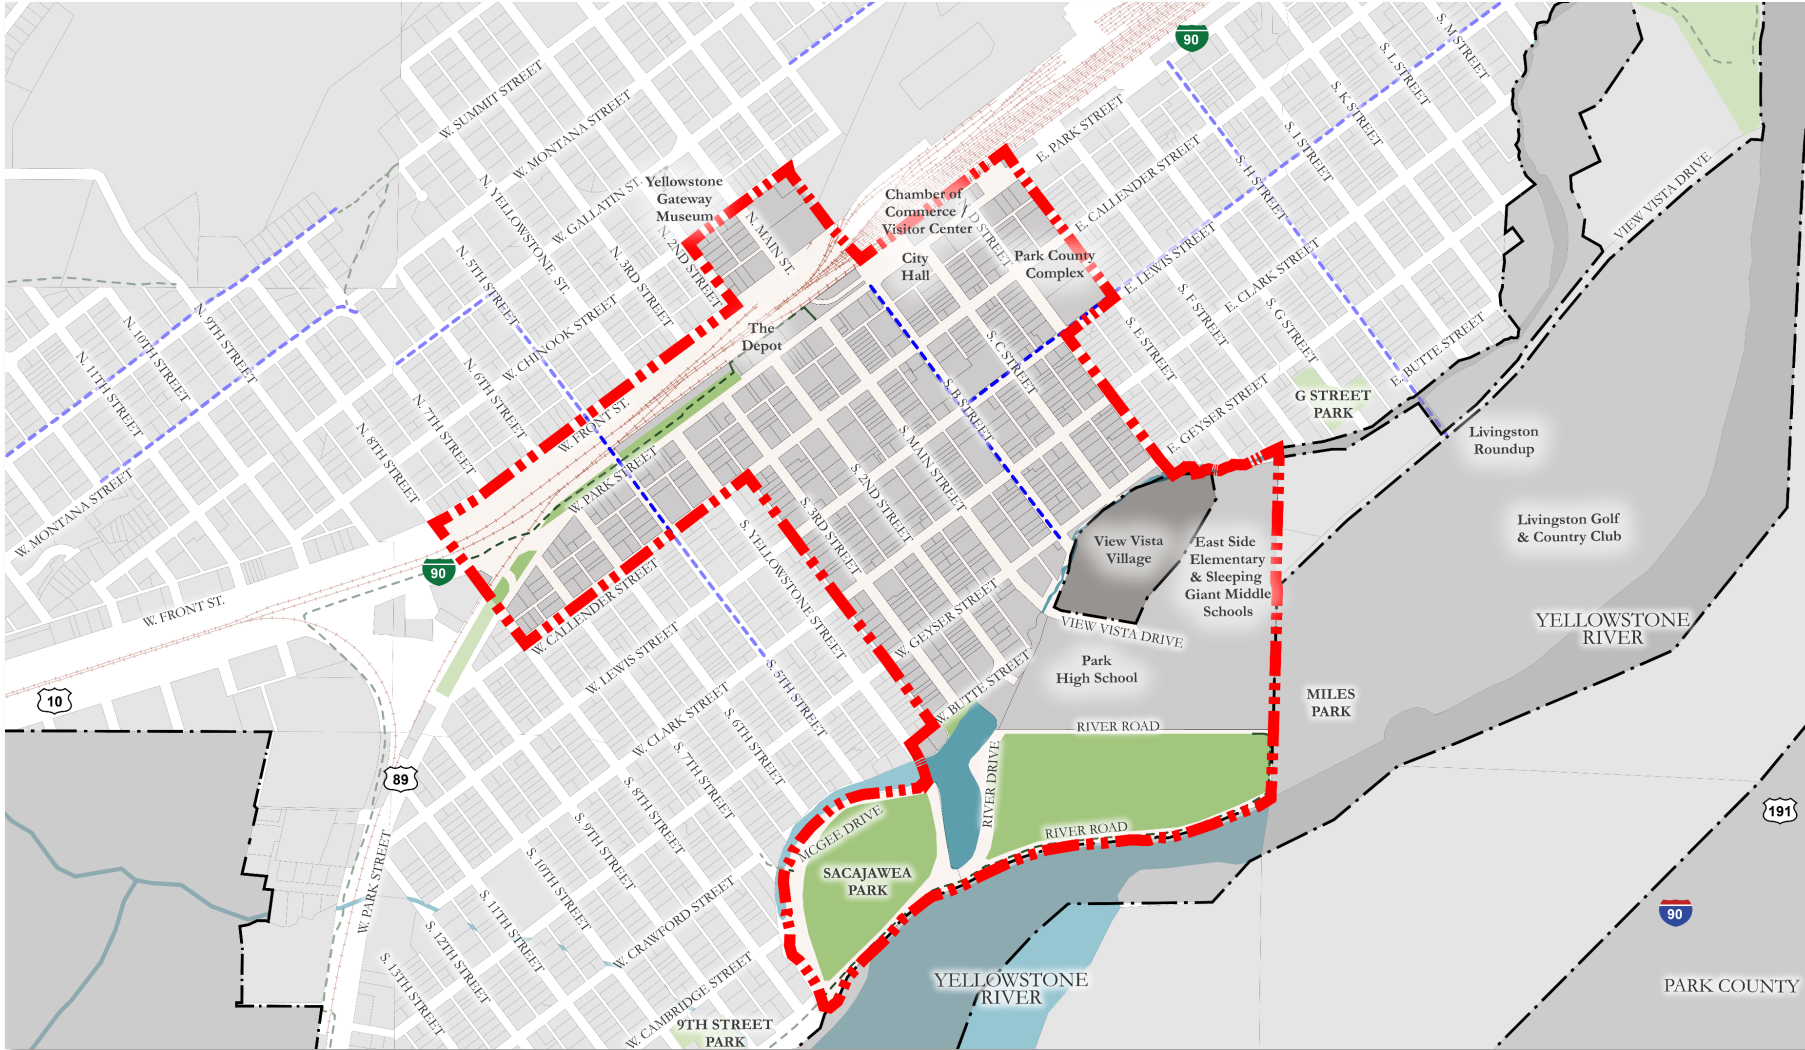 90
S. M STREET
S. L STREET
W. SUMMIT STREET
S. K STREET
W. MONTANA STREET
E. PARK STREET
S. I STREET
E. CALLENDER STREET
S. H STREET
VIEW VISTA DRIVE
Yellowstone
Gateway
Museum
N. YELLOWSTONE ST.
W. GALLATIN ST.
N. 2ND STREET
N. MAIN ST.
Chamber of
Commerce /
Visitor Center
D STREET
City
Hall
Park County
Complex
E. LEWIS STREET
E. CLARK STREET
N. 5TH STREET
N. 3RD STREET
S. F STREET
S. G STREET
N. 9TH STREET
N. 10TH STREET
N. 11TH STREET
W. CHINOOK STREET
The
Depot
S. E STREET
E. BUTTE STREET
S. C STREET
N. 6TH STREET
N. 7TH STREET
N. 8TH STREET
W. FRONT ST.
S. B STREET
E. GEYSER STREET
G STREET
PARK
Livingston
Roundup
W. MONTANA STREET
W. PARK STREET
S. MAIN STREET
S. 2ND STREET
S. 3RD STREET
S. YELLOWSTONE STREET
View Vista
Village
East Side
Elementary
& Sleeping
Giant Middle
Schools
Livingston Golf
& Country Club
90
W. FRONT ST.
W. CALLENDER STREET
W. GEYSER STREET
VIEW VISTA DRIVE
YELLOWSTONE
RIVER
W. LEWIS STREET
S. 5TH STREET
W. BUTTE STREET
Park
High School
MILES
PARK
10
W. CLARK STREET
S. 6TH STREET
S. 7TH STREET
S. 8TH STREET
S. 9TH STREET
RIVER ROAD
RIVER DRIVE
89
MCGEE DRIVE
RIVER ROAD
191
SACAJAWEA
PARK
W. PARK STREET
S. 10TH STREET
S. 11TH STREET
S. 12TH STREET
S. 13TH STREET
W. CRAWFORD STREET
W. CAMBRIDGE STREET
90
YELLOWSTONE
RIVER
PARK COUNTY
9TH STREET
PARK